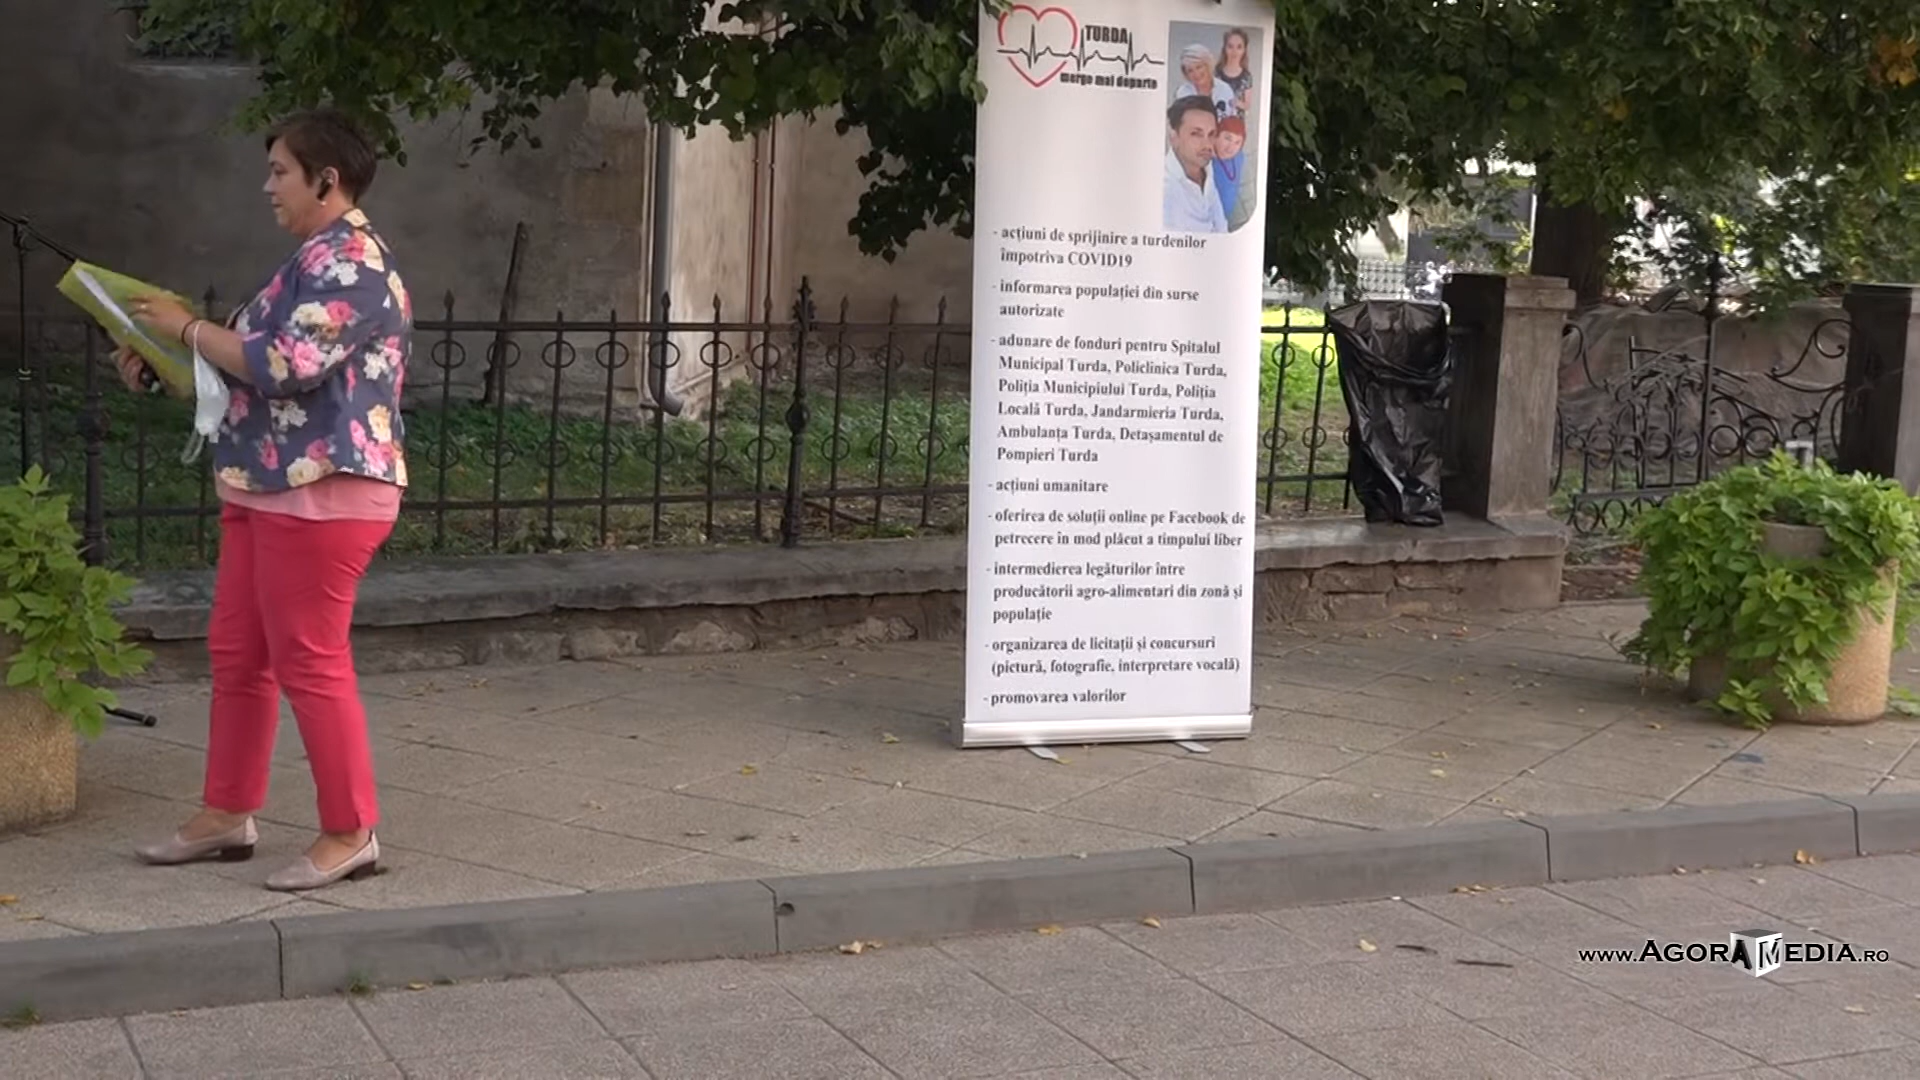 TURDA
merge mai departe
- acțiuni de sprijinire a turdenilor
împotriva COVID19
- informarea populației din surse
autorizate
- adunare de fonduri pentru Spitalul
Municipal Turda, Policlinica Turda,
Poliția Municipiului Turda, Poliția
Locală Turda, Jandarmieria Turda,
Ambulanța Turda, Detașamentul de
Pompieri Turda
- acțiuni umanitare
- oferirea de soluții online pe Facebook de
petrecere în mod plăcut a timpului liber
- intermedierea legăturilor între
producătorii agro-alimentari din zonă și
populație
- organizarea de licitații și concursuri
(pictură, fotografie, interpretare vocală)
- promovarea valorilor
www.AGORAMEDIA.RO